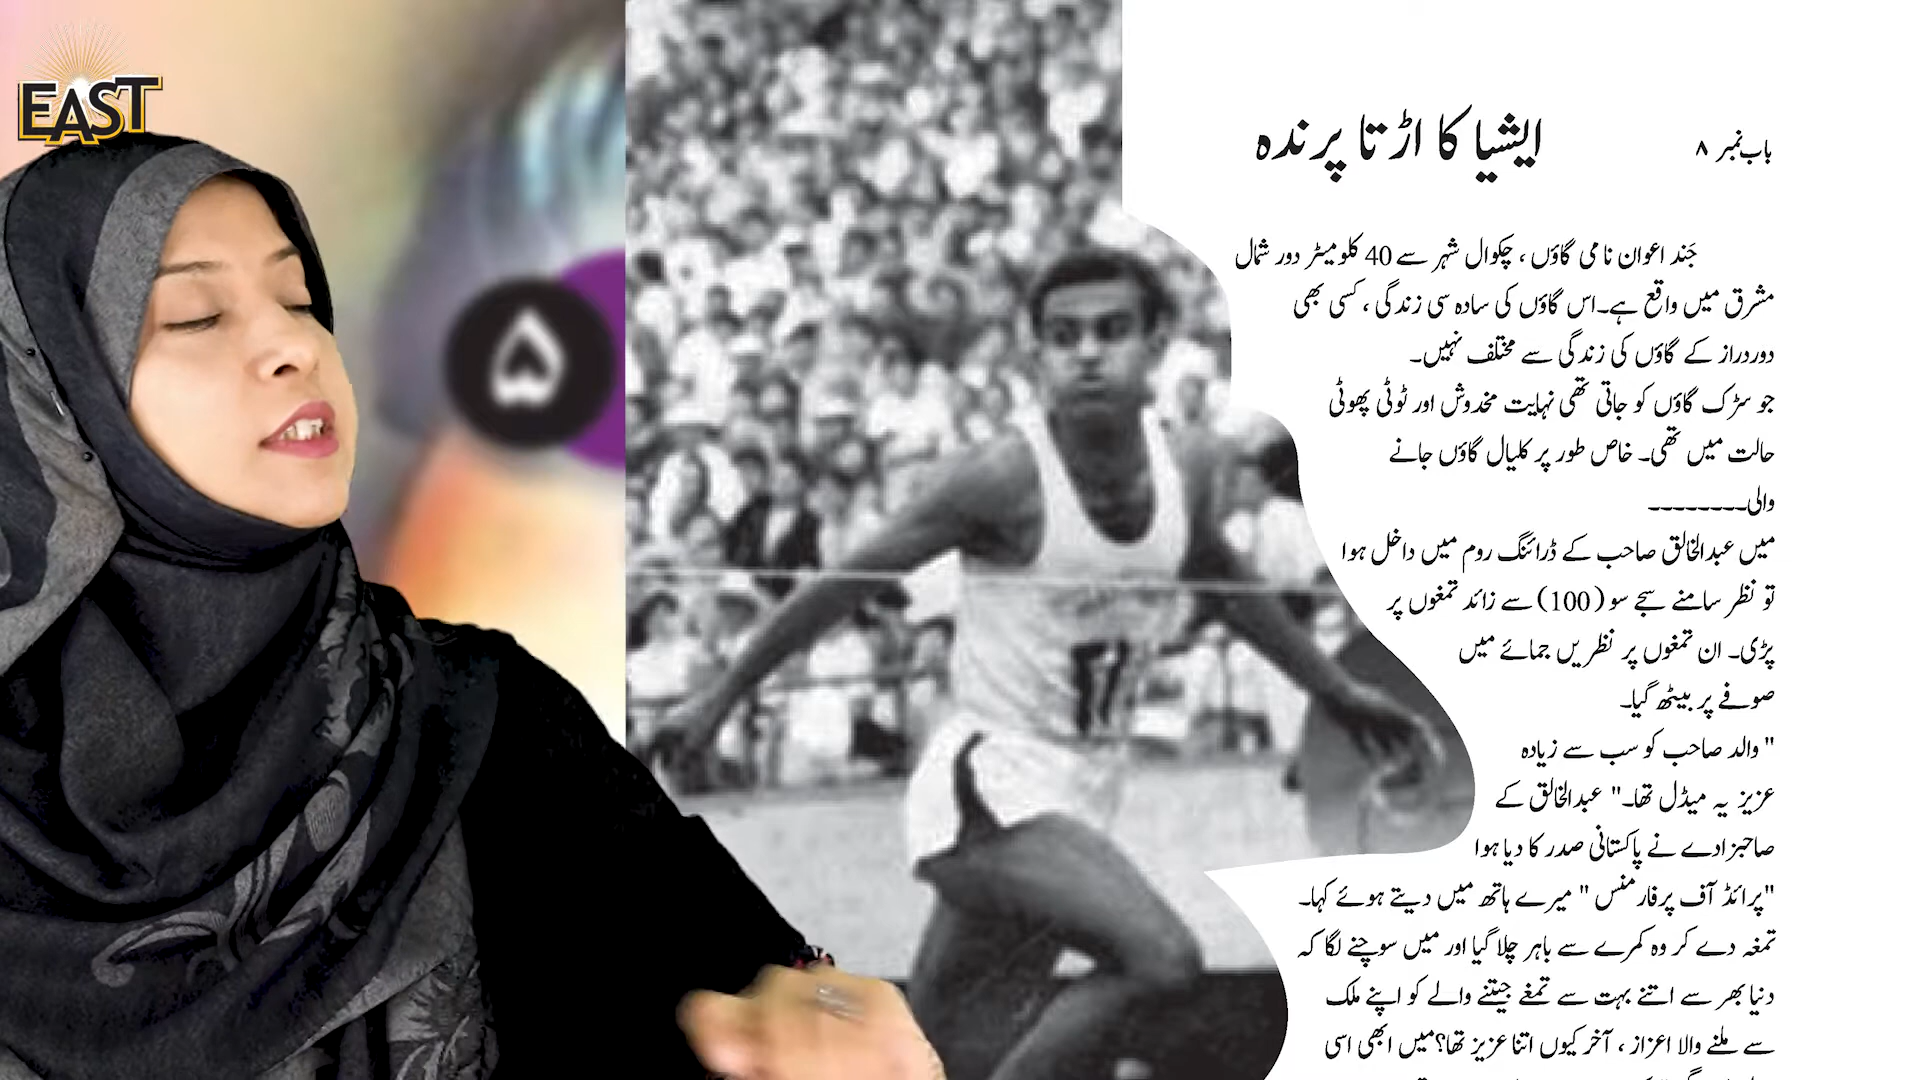 EAST
۵
باب نمبر ۸
ایشیا کا اڑتا پرندہ
جَند اعوان نامی گاؤں ، چکوال شہر سے 40 کلومیٹر دور شمال
مشرق میں واقع ہے۔اس گاؤں کی سادہ سی زندگی ، کسی بھی
دوردراز کے گاؤں کی زندگی سے مختلف نہیں۔
جو سڑک گاؤں کو جاتی تھی نہایت مخدوش اور ٹوٹی پھوٹی
حالت میں تھی۔ خاص طور پر کلیال گاؤں جانے
والی۔۔۔۔۔۔۔۔
میں عبدالخالق صاحب کے ڈرائنگ روم میں داخل ہوا
تو نظر سامنے سجے سو (100) سے زائد تمغوں پر
پڑی۔ ان تمغوں پر نظریں جمائے میں
صوفے پر بیٹھ گیا۔
" والد صاحب کو سب سے زیادہ
عزیز یہ میڈل تھا۔" عبدالخالق کے
صاحبزادے نے پاکستانی صدر کا دیا ہوا
"پرائڈ آف پرفارمنس " میرے ہاتھ میں دیتے ہوئے کہا۔
تمغہ دے کر وہ کمرے سے باہر چلا گیا اور میں سوچنے لگا کہ
دنیا بھر سے اتنے بہت سے تمغے جیتنے والے کو اپنے ملک
سے ملنے والا اعزاز ، آخر کیوں اتنا عزیز تھا؟میں ابھی اسی